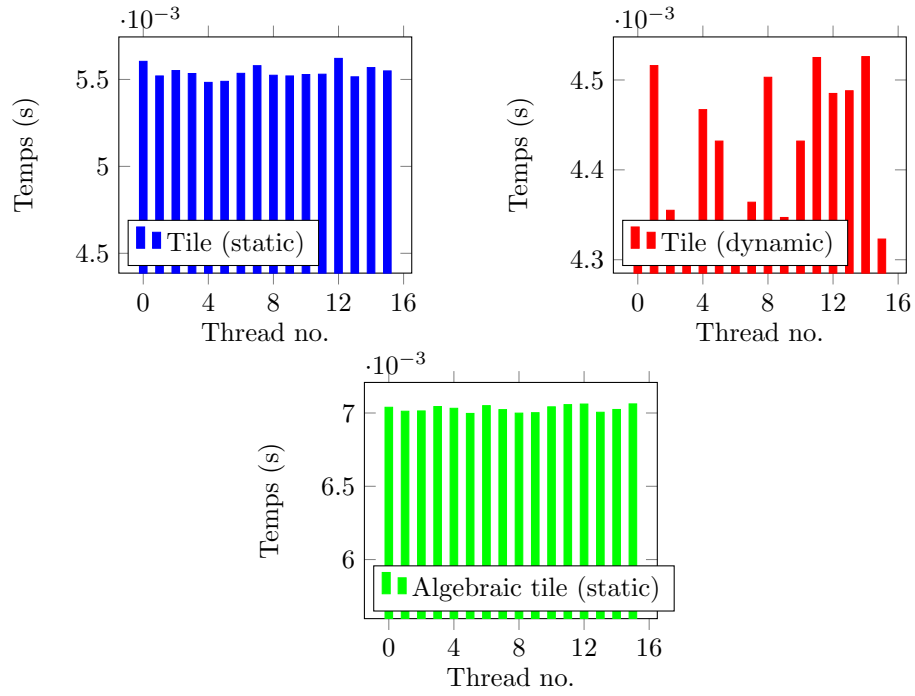 ·10⁻³
5.5
5
4.5
Temps (s)
Tile (static)
0 4 8 12 16
Thread no.
·10⁻³
4.5
4.4
4.3
Temps (s)
Tile (dynamic)
0 4 8 12 16
Thread no.
·10⁻³
7
6.5
6
Temps (s)
Algebraic tile (static)
0 4 8 12 16
Thread no.